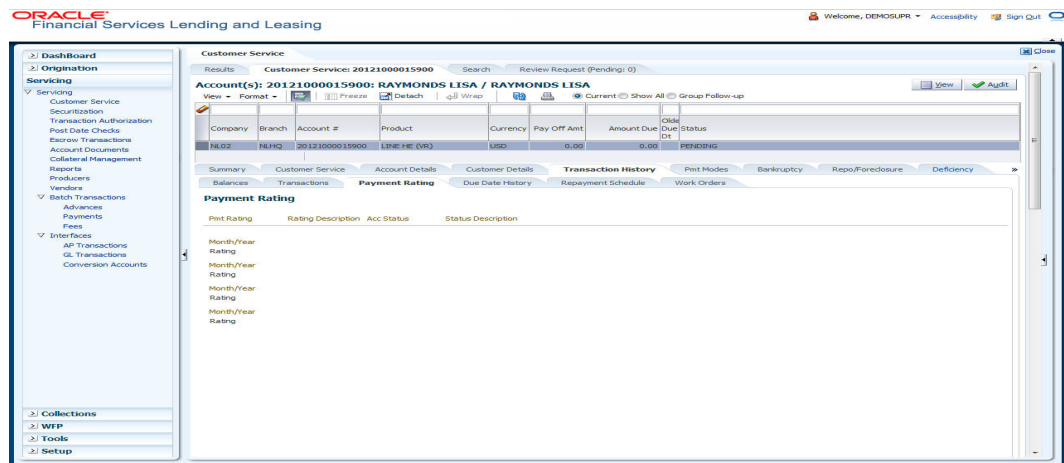 ORACLE
Financial Services Lending and Leasing
Welcome, DEMOSUPR
Accessibility
Sign Out
DashBoard
Origination
Servicing
Servicing
Customer Service
Securitization
Transaction Authorization
Post Date Checks
Escrow Transactions
Account Documents
Collateral Management
Reports
Producers
Vendors
Batch Transactions
Advances
Payments
Fees
Interfaces
AP Transactions
GL Transactions
Conversion Accounts
Collections
WFP
Tools
Setup
Customer Service
Close
Results Customer Service: 20121000015900 Search Review Request (Pending: 0)
Account(s): 20121000015900: RAYMONDS LISA / RAYMONDS LISA
View Audit
View Format Freeze Detach Wrap Current Show All Group Follow-up
Company Branch Account # Product Currency Pay Off Amt Amount Due Olde Due Dt Status
NL02 NLHQ 20121000015900 LINE HE (VR) USD 0.00 0.00 PENDING
Summary Customer Service Account Details Customer Details Transaction History Pmt Modes Bankruptcy Repo/Foreclosure Deficiency »
Balances Transactions Payment Rating Due Date History Repayment Schedule Work Orders
Payment Rating
Pmt Rating Rating Description Acc Status Status Description
Month/Year
Rating
Month/Year
Rating
Month/Year
Rating
Month/Year
Rating